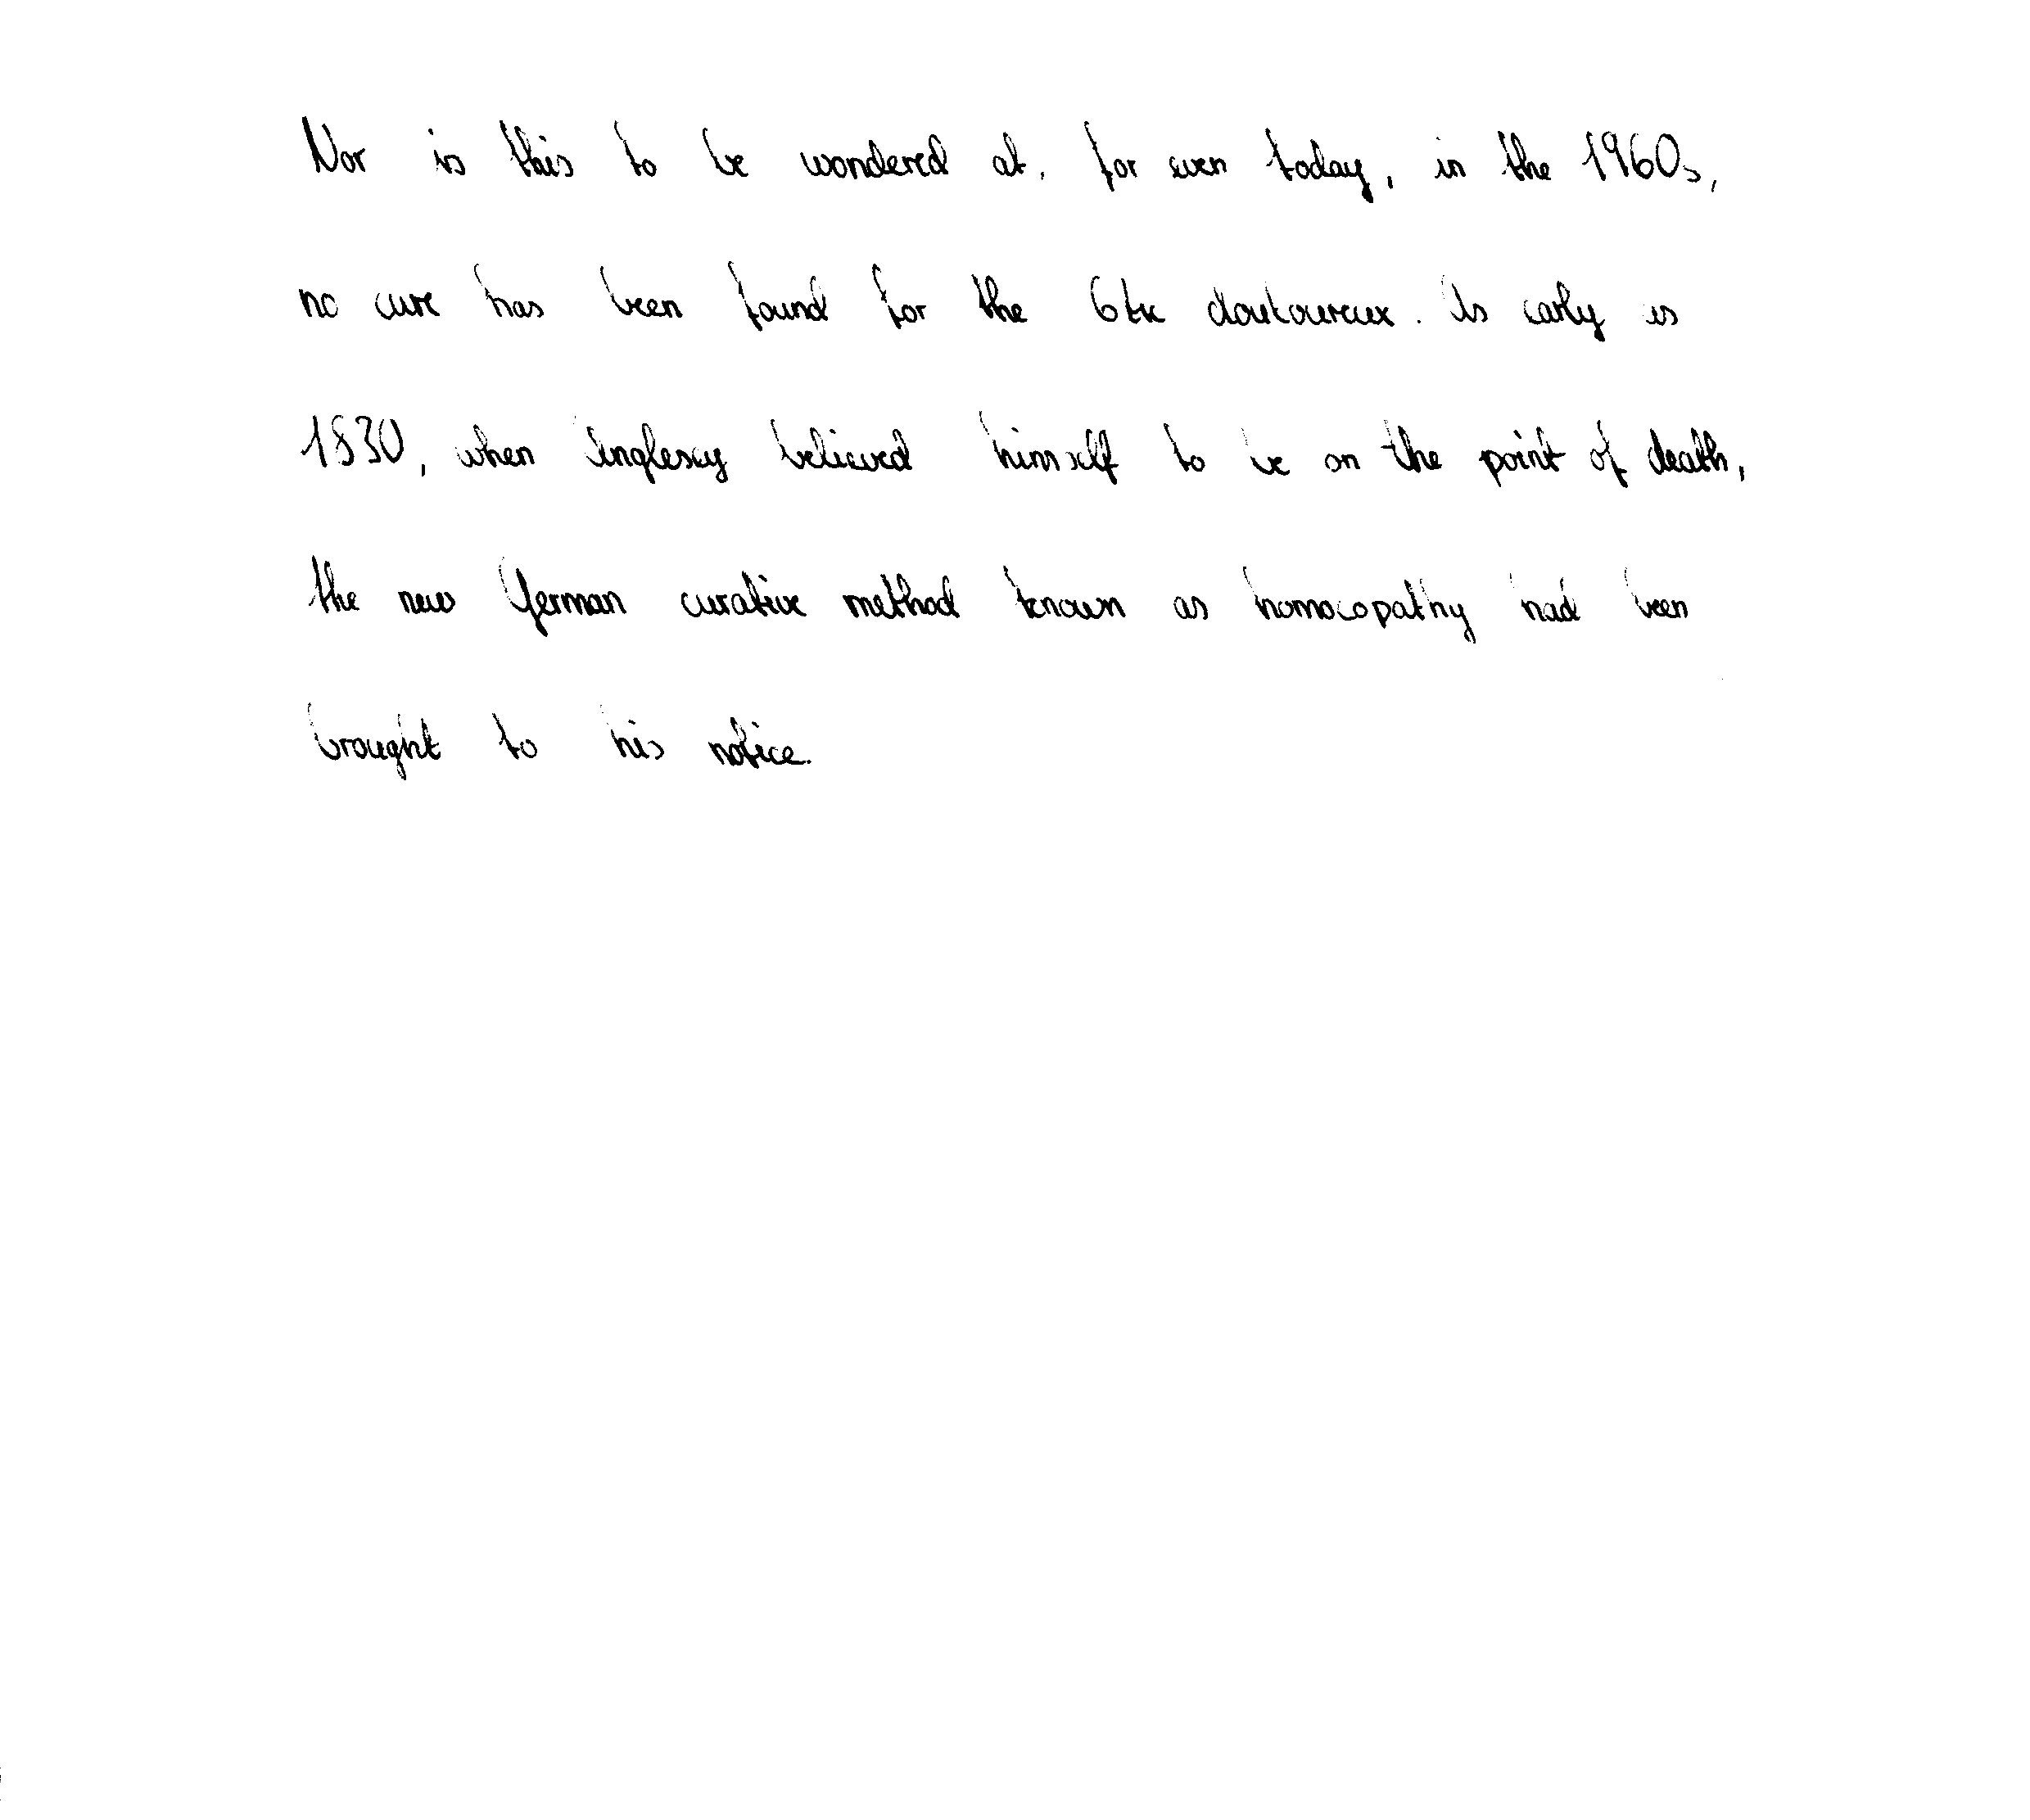 Nor is this to be wondered at, for even today, in the 1960s,
no cure has been found for the douloureux. As early as
1830, when Anglesey believed himself to be on the point of death,
the new German curative method known as homoeopathy had been
brought to his notice.